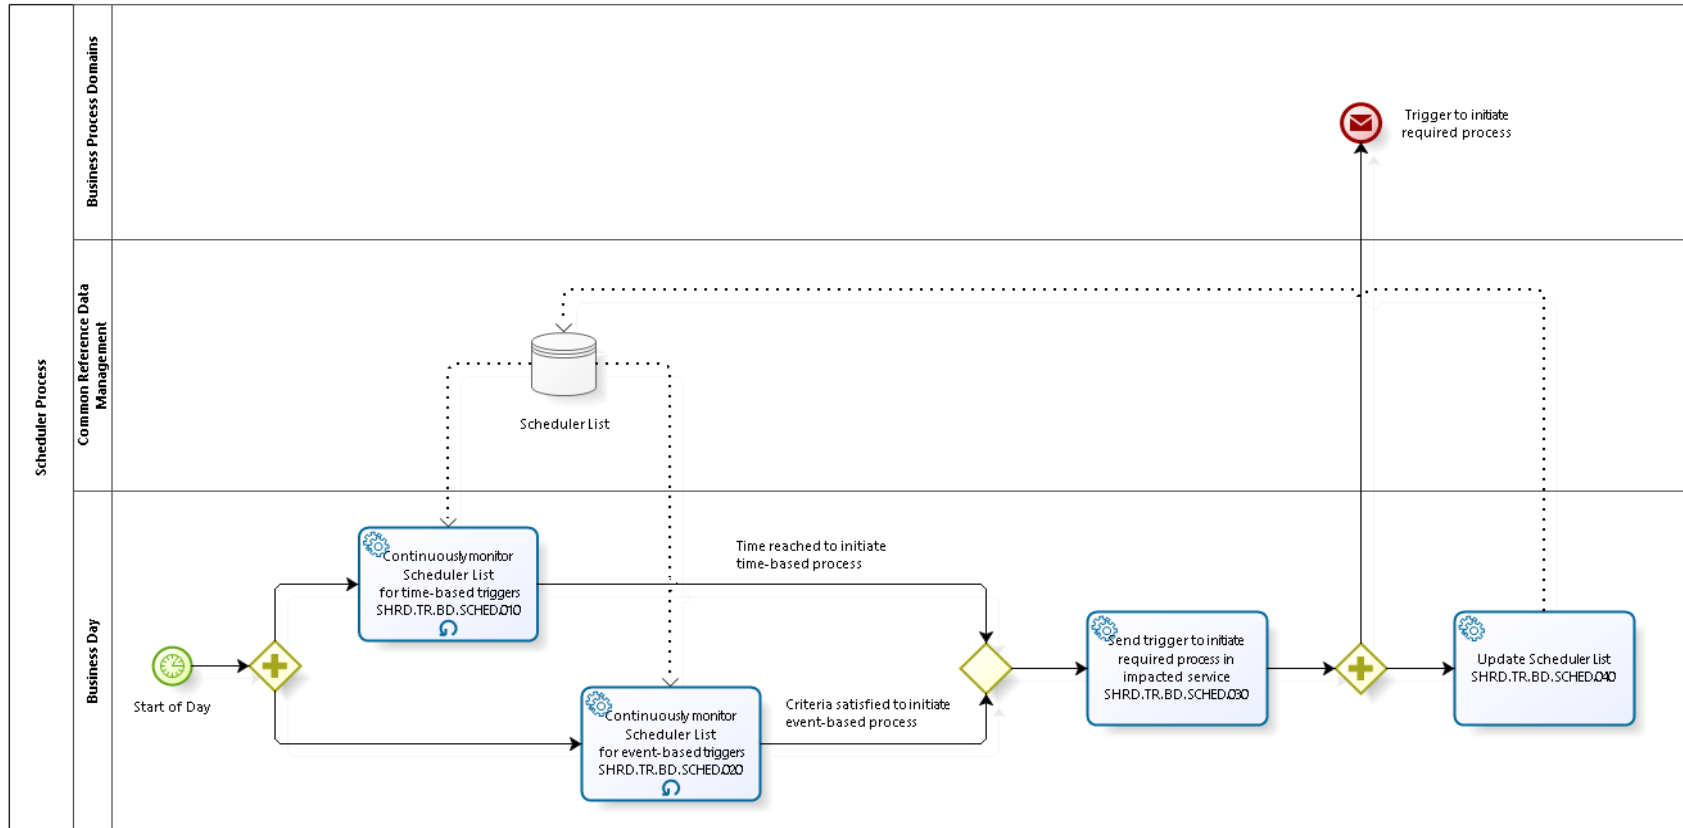 Scheduler Process
Business Process Domains
Trigger to initiate
required process
Common Reference Data
Management
Scheduler List
Business Day
Start of Day
Continuously monitor
Scheduler List
for time-based triggers
SHRD.TR.BD.SCHED.010
Time reached to initiate
time-based process
Continuously monitor
Scheduler List
for event-based triggers
SHRD.TR.BD.SCHED.020
Criteria satisfied to initiate
event-based process
Send trigger to initiate
required process in
impacted service
SHRD.TR.BD.SCHED.030
Update Scheduler List
SHRD.TR.BD.SCHED.040